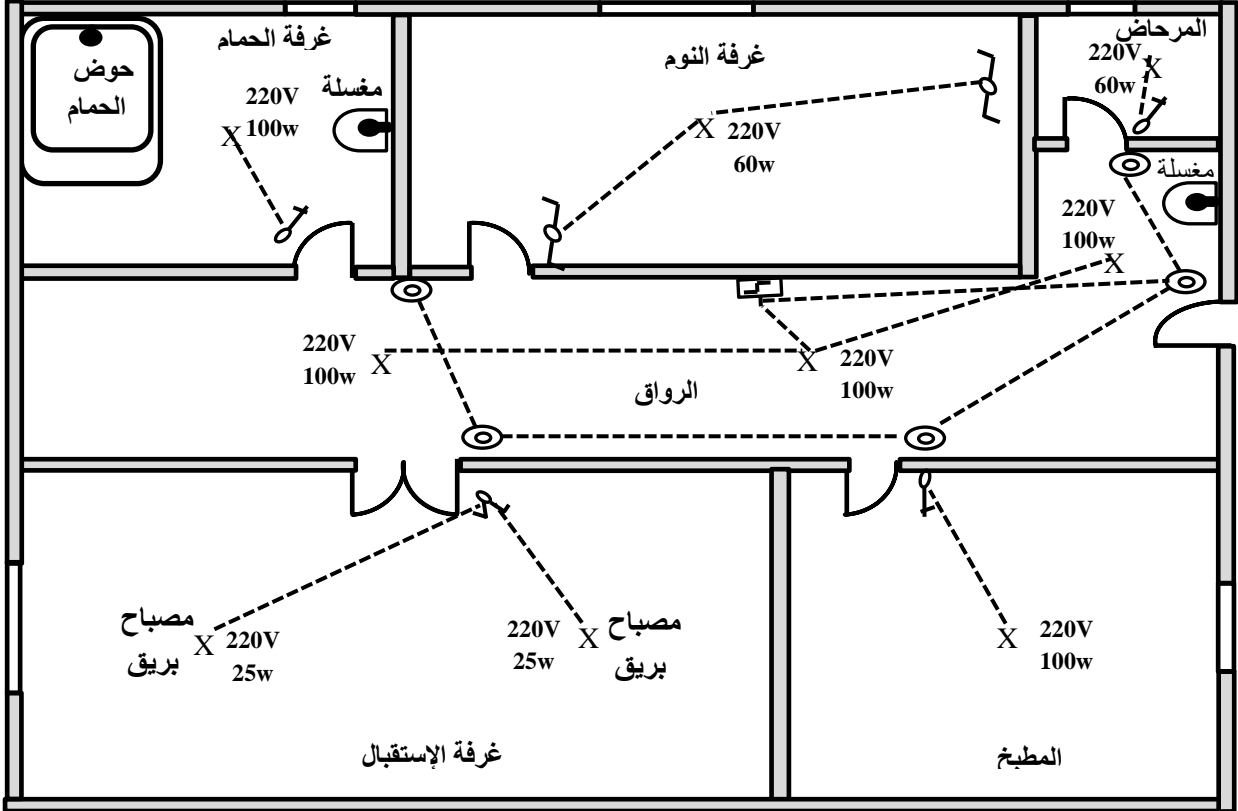 غرفة الحمام
حوض
الحمام
220V
100w
مغسلة
غرفة النوم
220V
60w
المرحاض
220V
60w
مغسلة
220V
100w
220V
100w
220V
100w
الرواق
مصباح
بريق
220V
25w
220V
25w
مصباح
بريق
غرفة الإستقبال
220V
100w
المطبخ